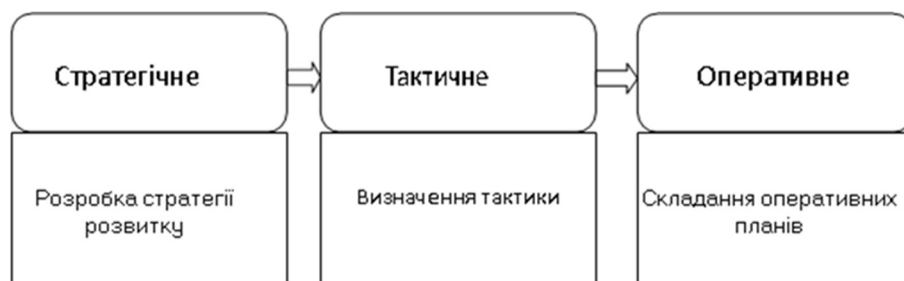 Стратегічне
Тактичне
Оперативне
Розробка стратегії
розвитку
Визначення тактики
Складання оперативних
планів